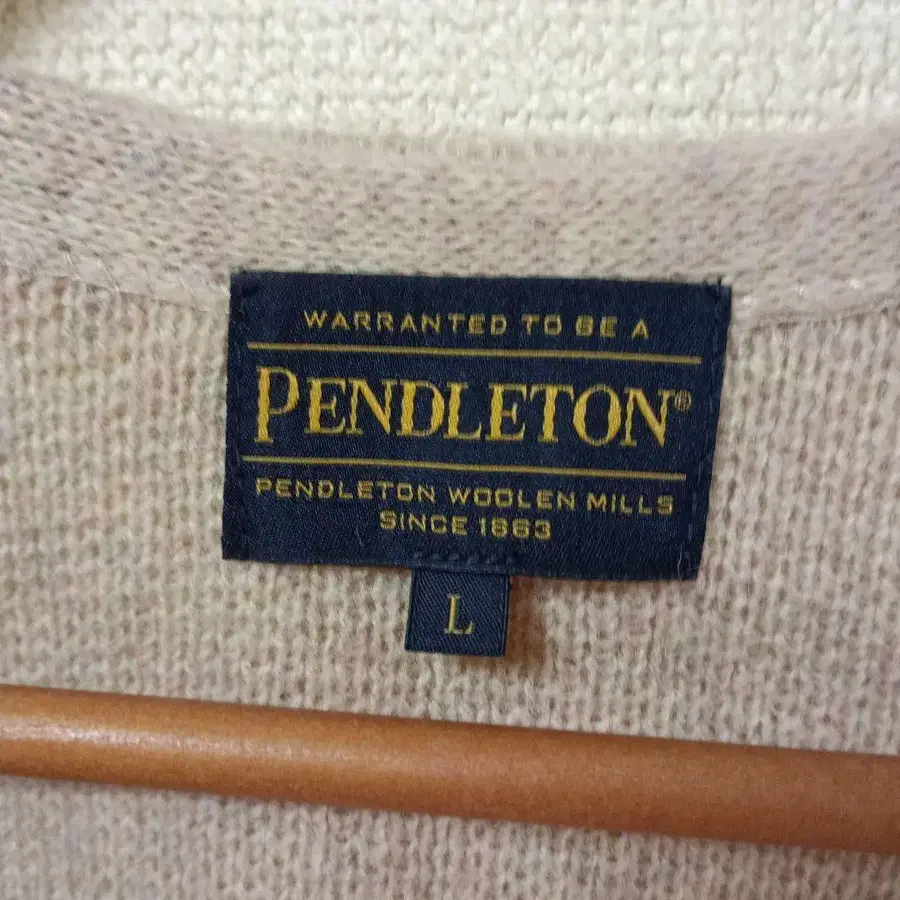 WARRANTED TO BE A
PENDLETON®
PENDLETON WOOLEN MILLS
SINCE 1863
L